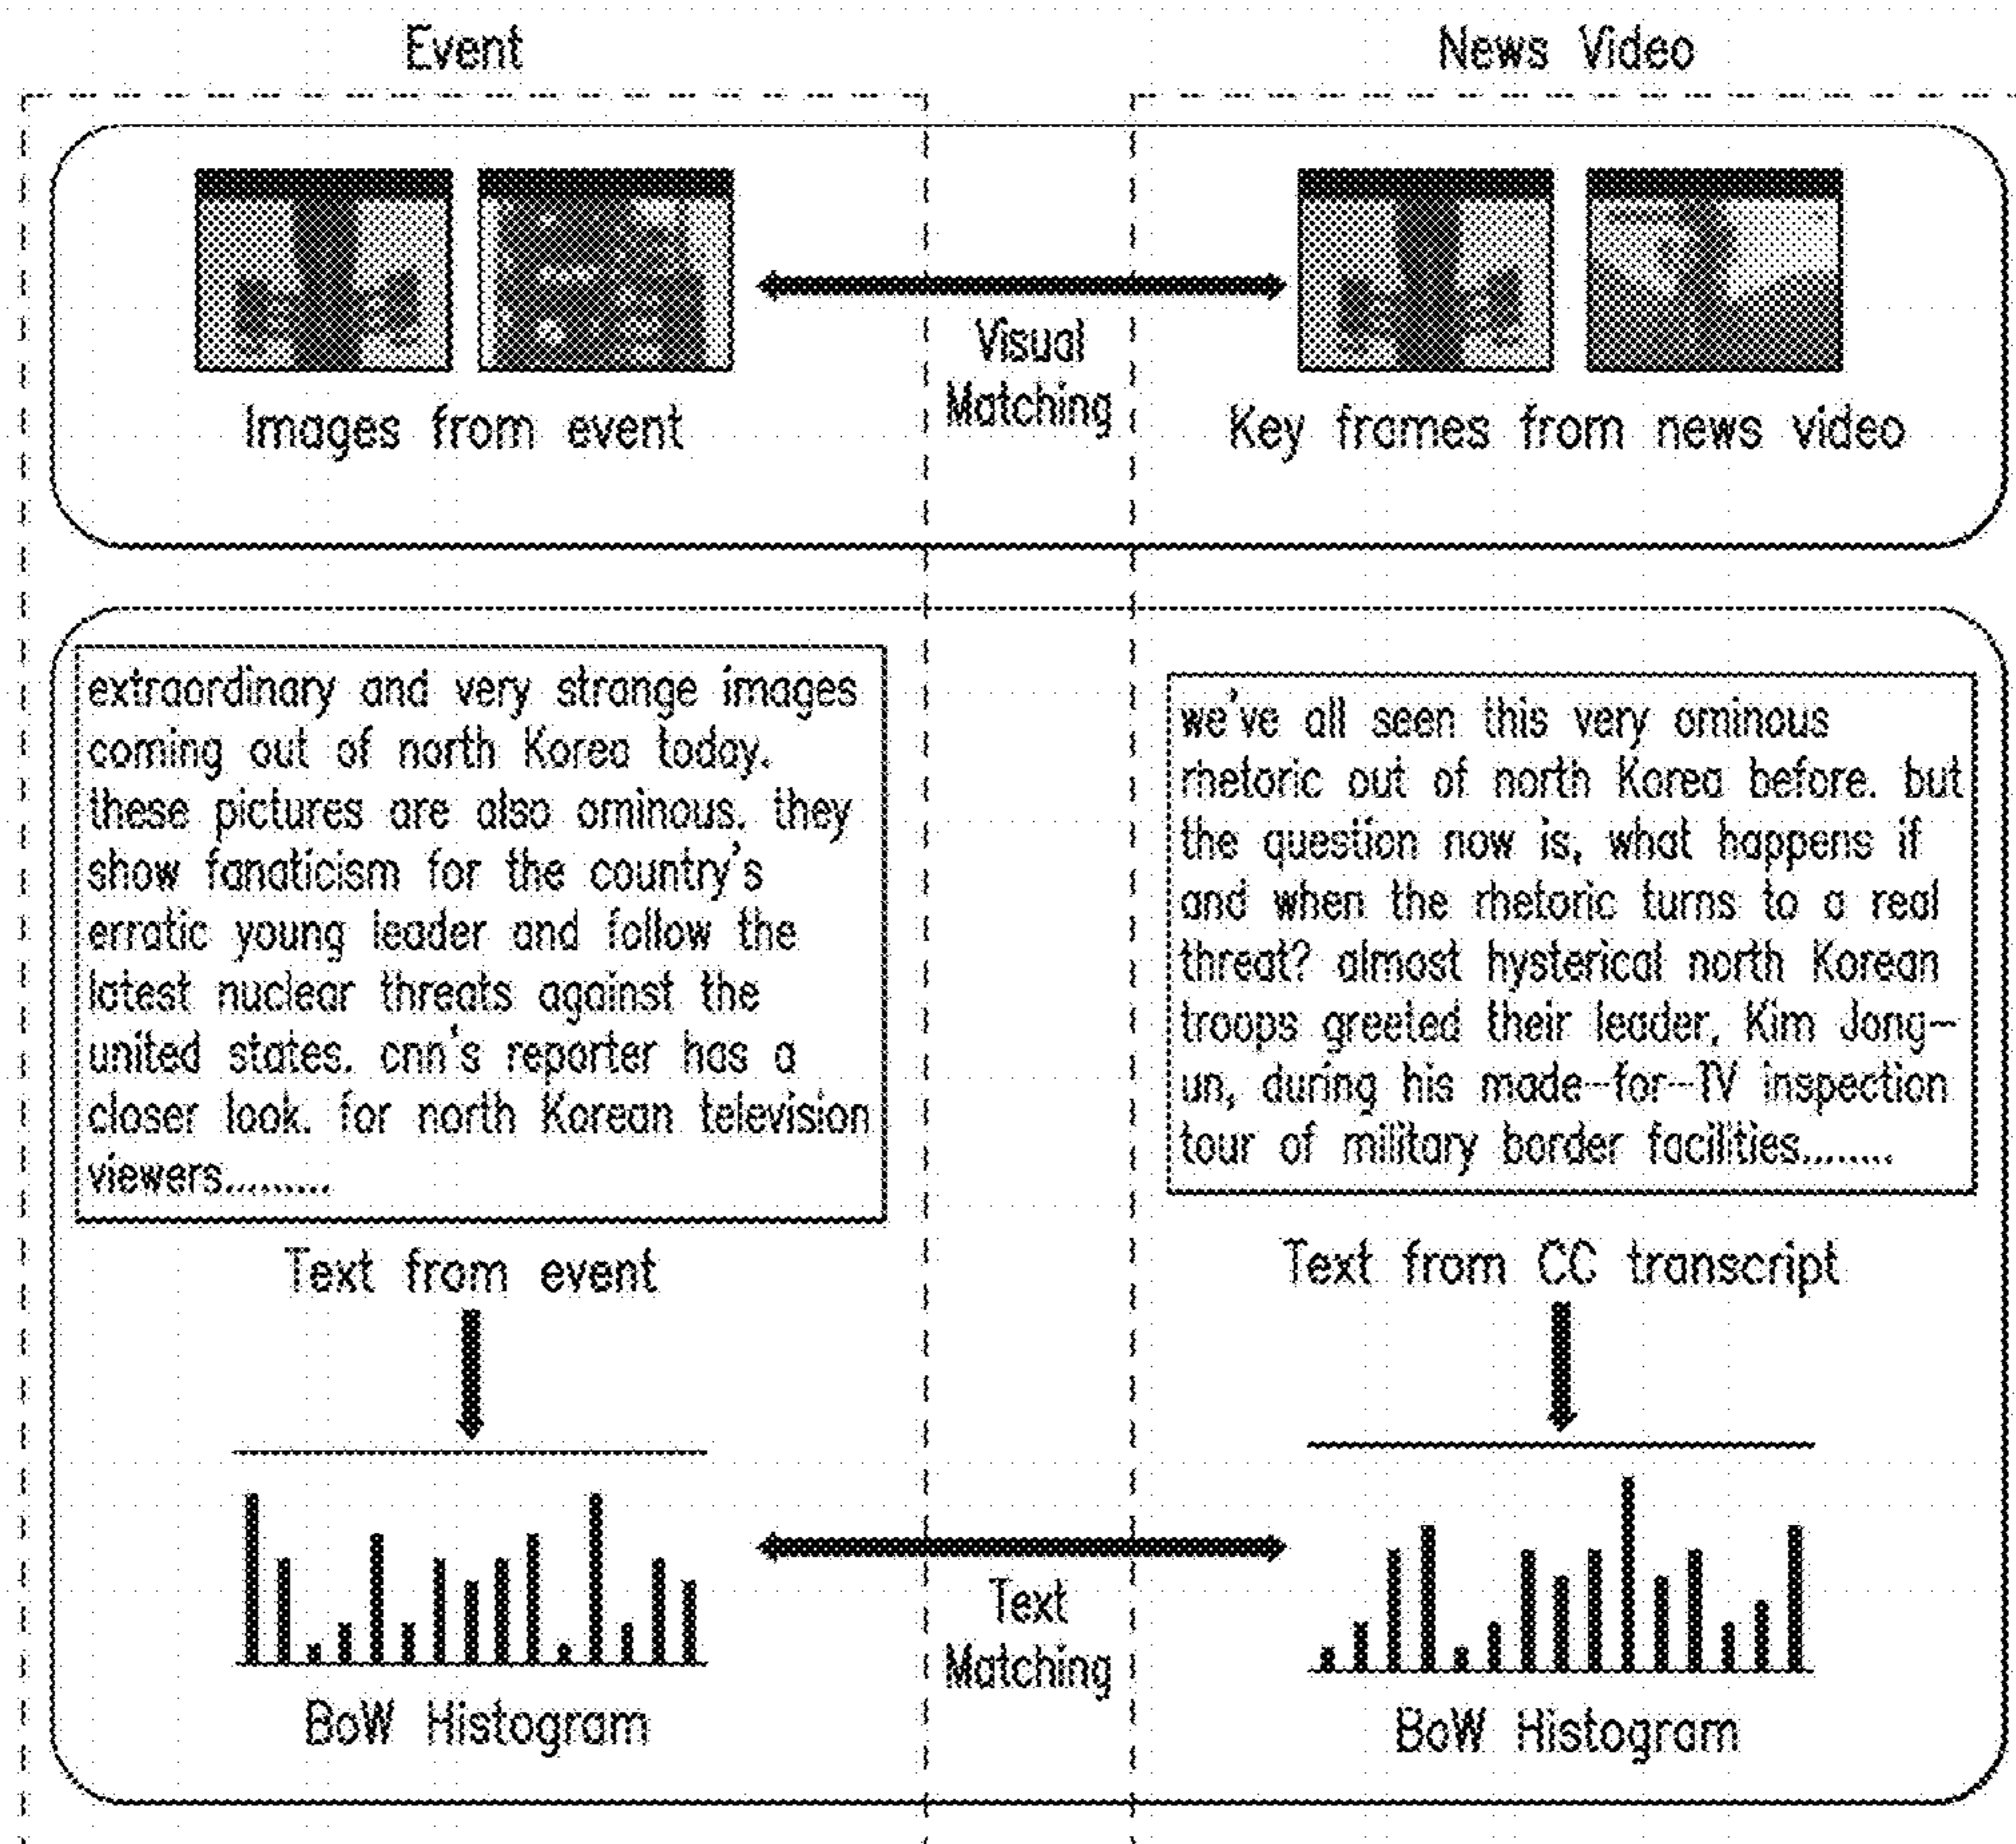 Event
News Video
Visual
Matching
Images from event
Key frames from news video
extraordinary and very strange images
coming out of north Korea today.
these pictures are also ominous. they
show fanaticism for the country's
erratic young leader and follow the
latest nuclear threats against the
united states. cnn's reporter has a
closer look. for north Korean television
viewers.........
Text from event
we've all seen this very ominous
rhetoric out of north Korea before. but
the question now is, what happens if
and when the rhetoric turns to a real
threat? almost hysterical north Korean
troops greeted their leader, Kim Jong-
un, during his made-for-TV inspection
tour of military border facilities........
Text from CC transcript
Text
Matching
BoW Histogram
BoW Histogram